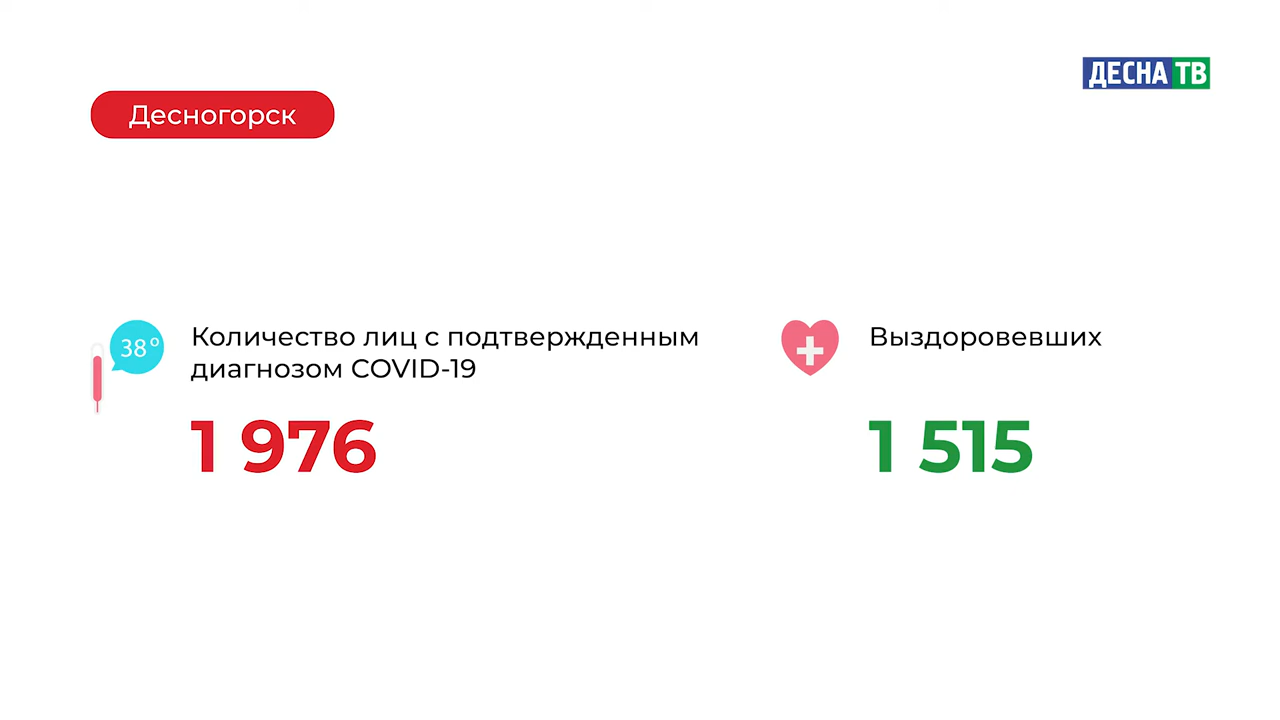 ДЕСНА ТВ
Десногорск
38°
Количество лиц с подтвержденным
диагнозом COVID-19
1 976
Выздоровевших
1 515